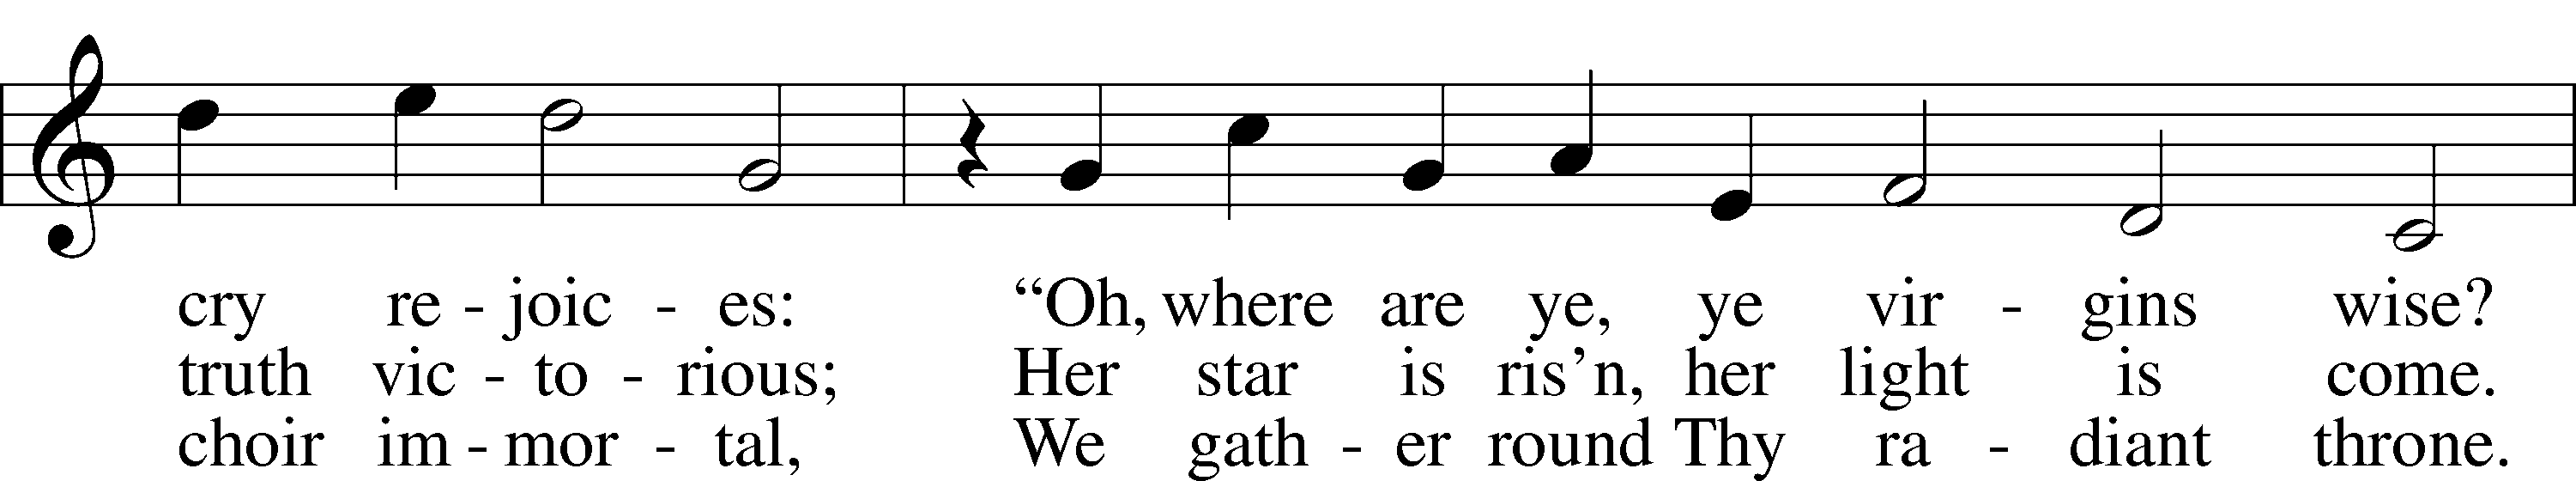 cry re - joic - es: “Oh, where are ye, ye vir - gins wise?
truth vic - to - rious; Her star is ris’n, her light is come.
choir im - mor - tal, We gath - er round Thy ra - diant throne.